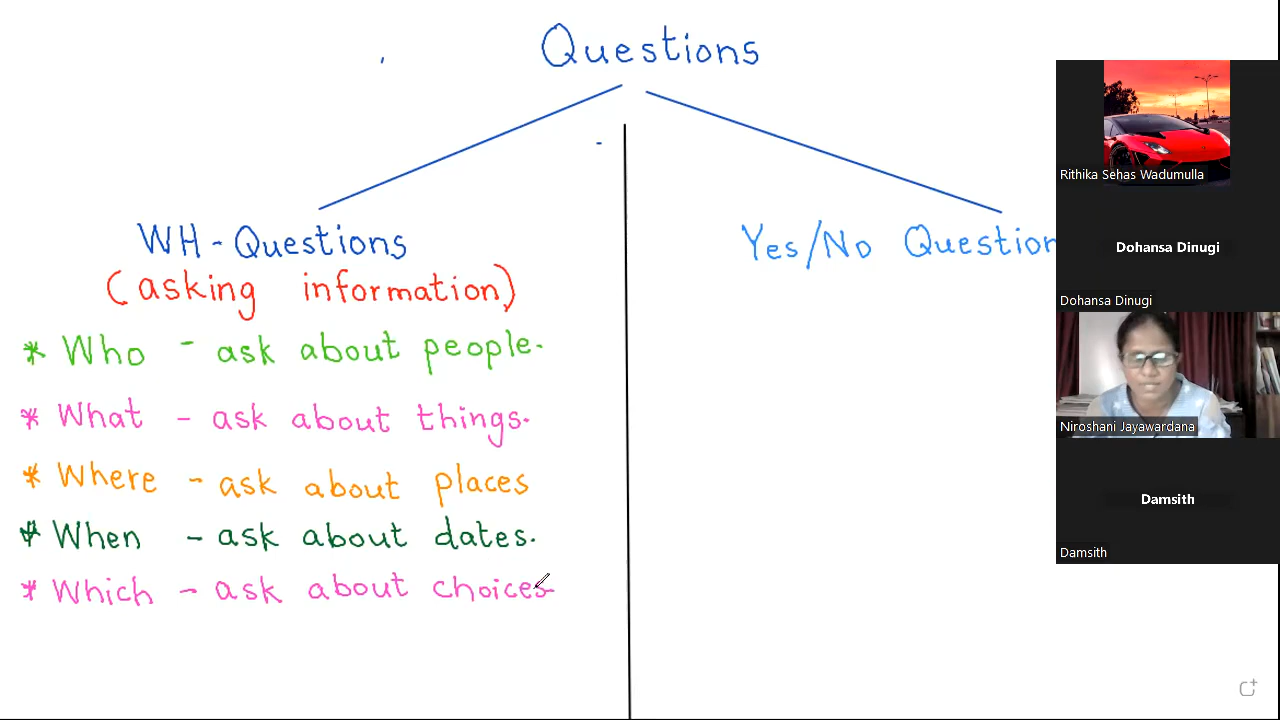 Questions
WH-Questions
(asking information)
* Who - ask about people.
* What - ask about things.
* Where - ask about places
* When - ask about dates.
* Which - ask about choices
Yes/No Question
Rithika Sehas Wadumulla
Dohansa Dinugi
Dohansa Dinugi
Niroshani Jayawardana
Damsith
Damsith